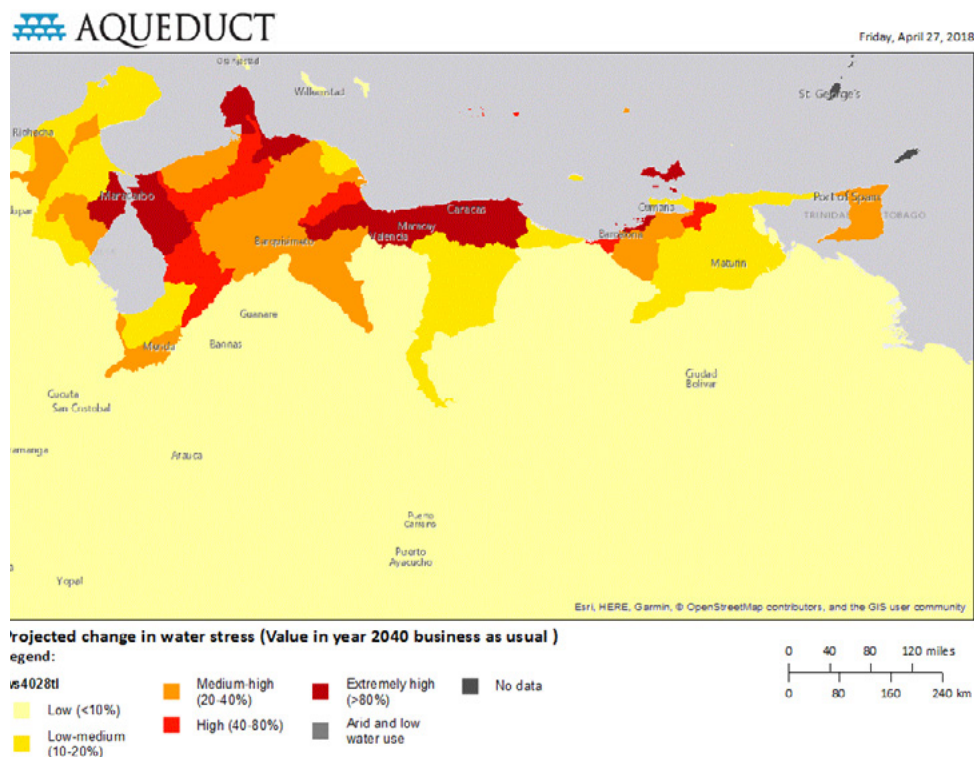 AQUEDUCT
Friday, April 27, 2018
Willemstad
St. George's
Riohacha
Maracaibo
Caracas
Cumana
Port of Spain
TRINIDAD
TOBAGO
Maracay
Valencia
Barquisimeto
Barcelona
Maturin
Guanare
Merida
Ciudad
Bolivar
Cucuta
San Cristobal
Arauca
Puerto
Carreno
Puerto
Ayacucho
Yopal
Esri, HERE, Garmin, © OpenStreetMap contributors, and the GIS user community
Projected change in water stress (Value in year 2040 business as usual )
egend:
ws4028tl
Low (<10%)
Low-medium
(10-20%)
Medium-high
(20-40%)
High (40-80%)
Extremely high
(>80%)
Arid and low
water use
No data
0 40 80 120 miles
0 80 160 240 km